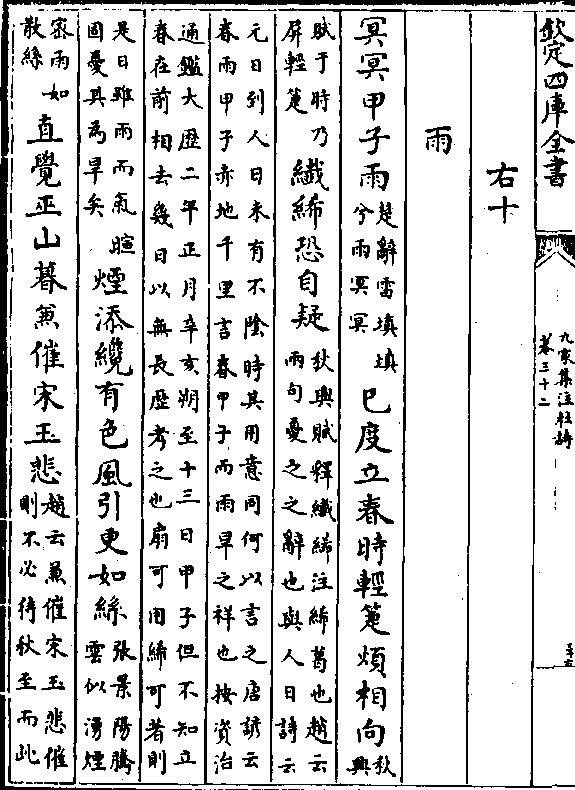 欽定四庫全書
九家集注杜詩
卷三十二
右十
雨
冥冥甲子雨楚辭雷填填兮雨冥冥已度立春時輕箑煩相向秋興
賦于時乃屏輕箑纖絺恐自疑秋興賦釋纖絺注絺葛也趙云兩句憂之之辭也與人日詩云
元日到人日未有不陰時其用意同何以言之唐諺云
春雨甲子赤地千里言春甲子而雨旱之祥也按資治
通鑑大歷二年正月辛亥朔至十三日甲子但不知立
春在前相去幾日以無長歷考之也扇可用絺可著則
是日雖雨而氣暄固憂其為旱矣煙添纔有色風引更如絲張景陽騰雲似湧煙
密雨如散絲直覺巫山暮兼催宋玉悲趙云兼催宋玉悲催則不必待秋至而此